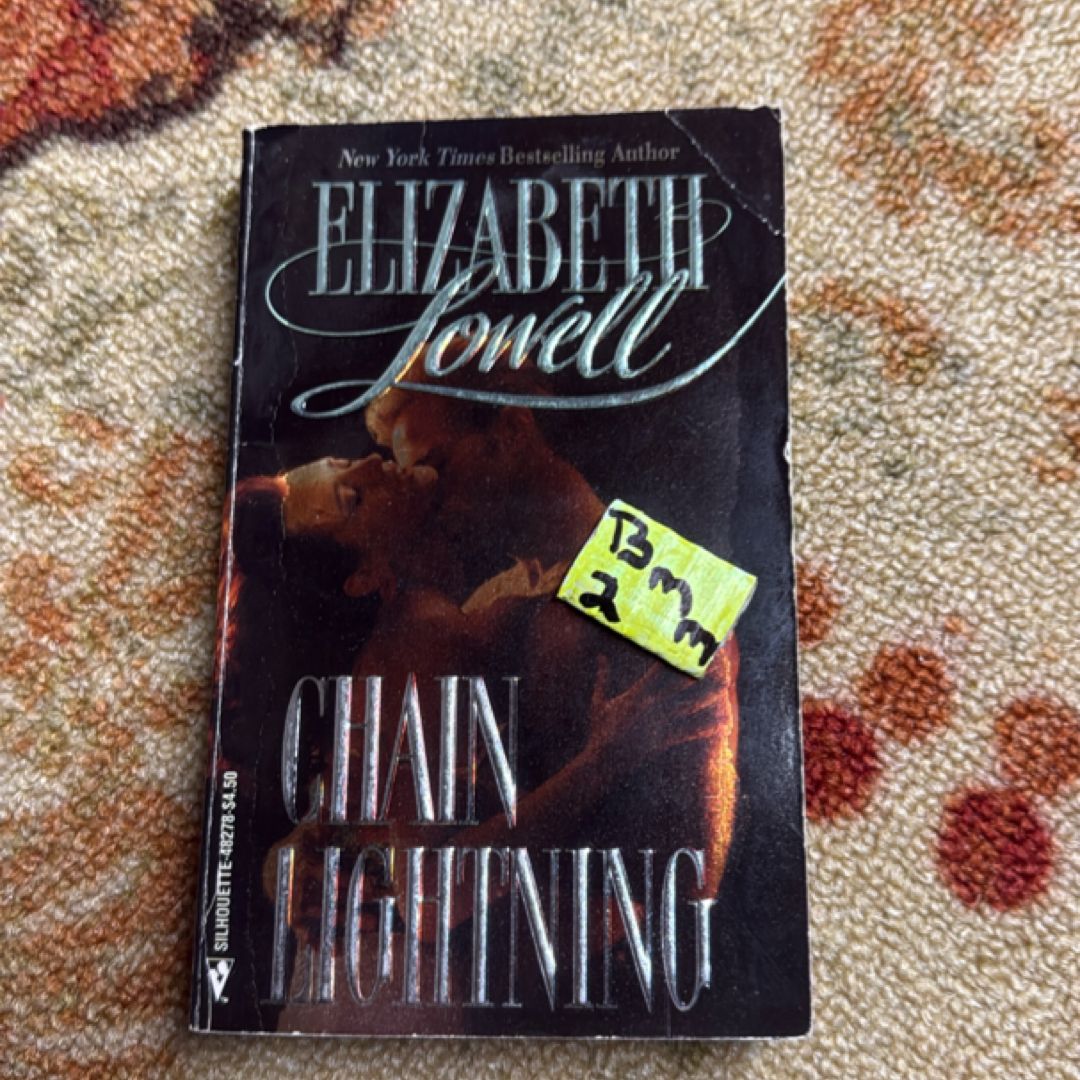 New York Times Bestselling Author
ELIZABETH
Lowell
B m m
2
CHAIN
LIGHTNING
SILHOUETTE-48278-$4.50